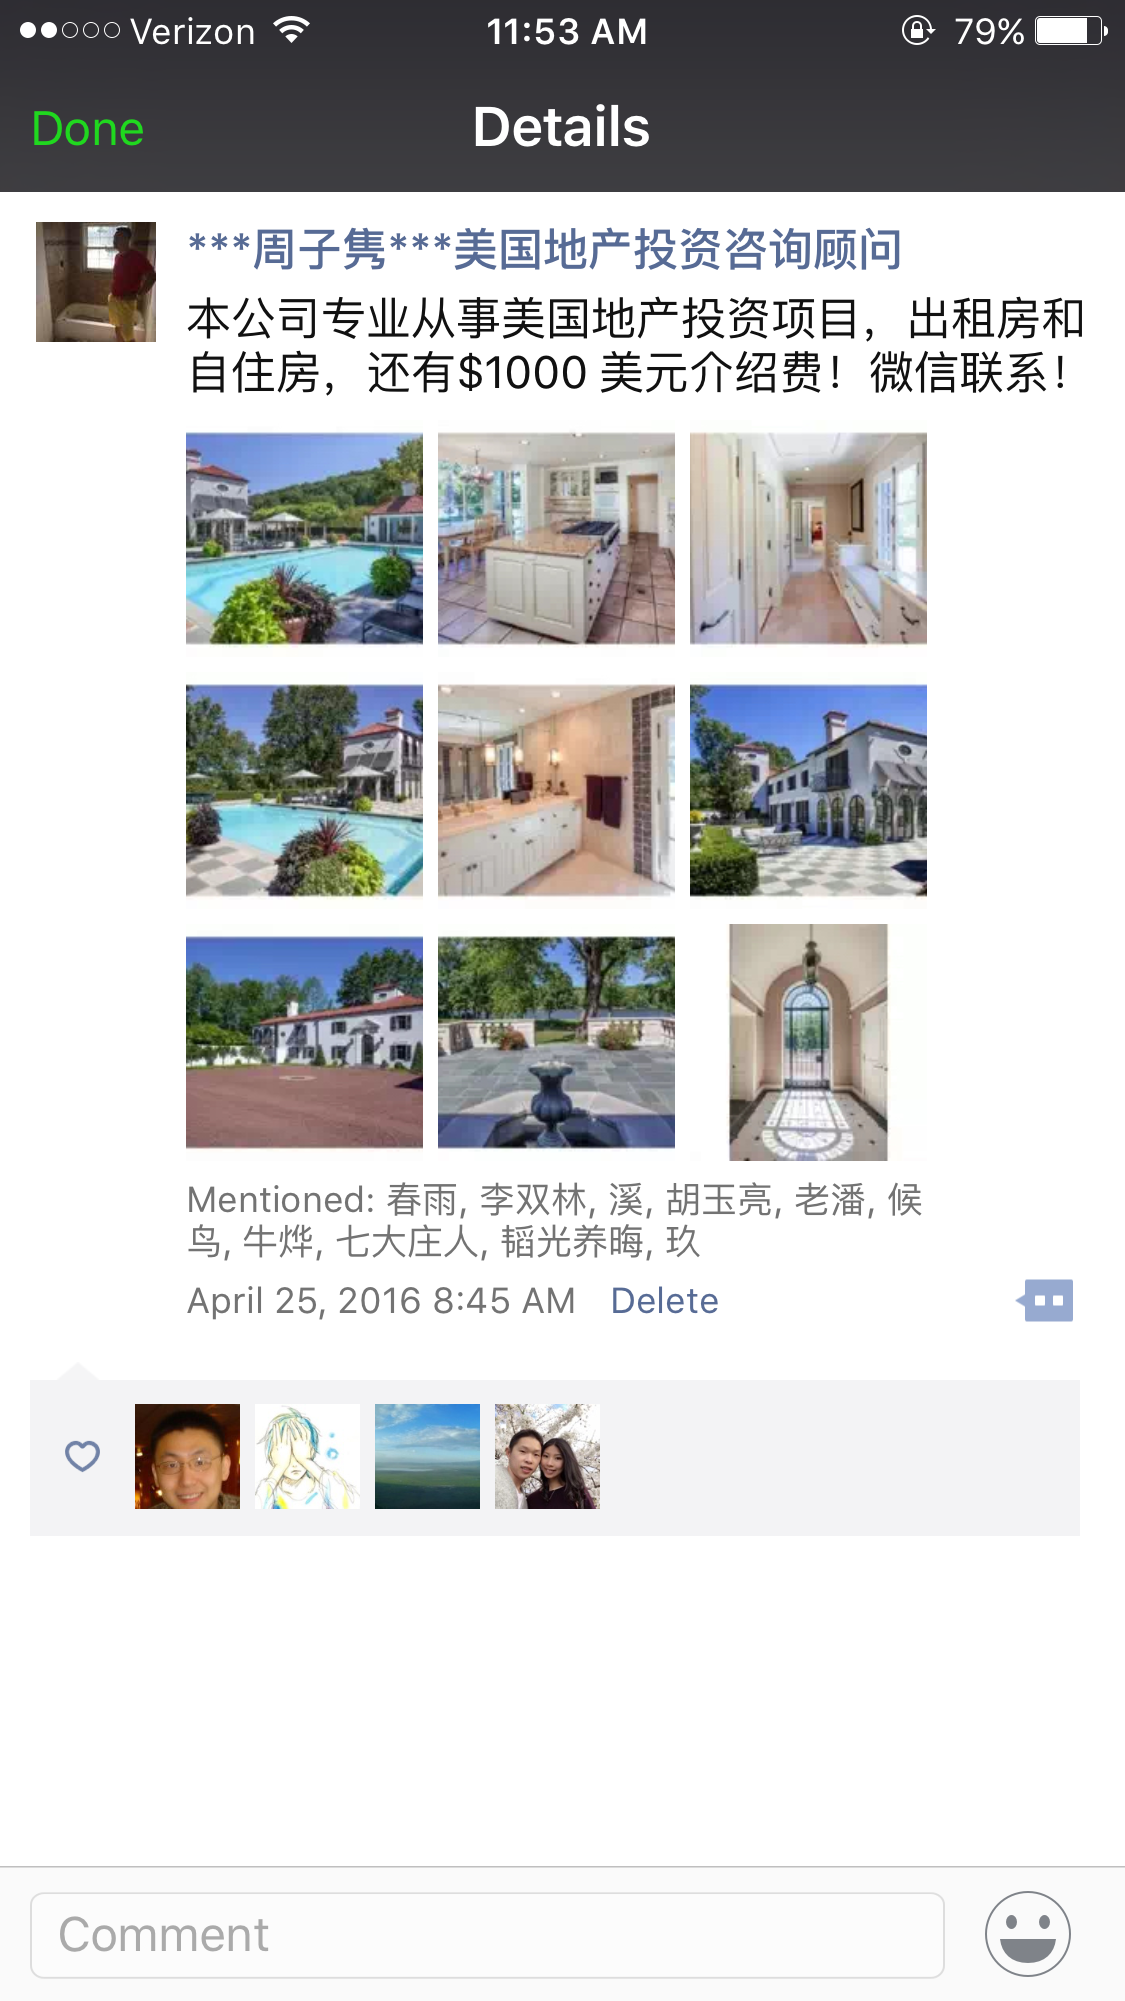 Verizon 11:53 AM 79%
Done Details
***周子隽***美国地产投资咨询顾问
本公司专业从事美国地产投资项目，出租房和
自住房，还有$1000 美元介绍费！微信联系！
Mentioned: 春雨, 李双林, 溪, 胡玉亮, 老潘, 候
鸟, 牛烨, 七大庄人, 韬光养晦, 玖
April 25, 2016 8:45 AM Delete
Comment